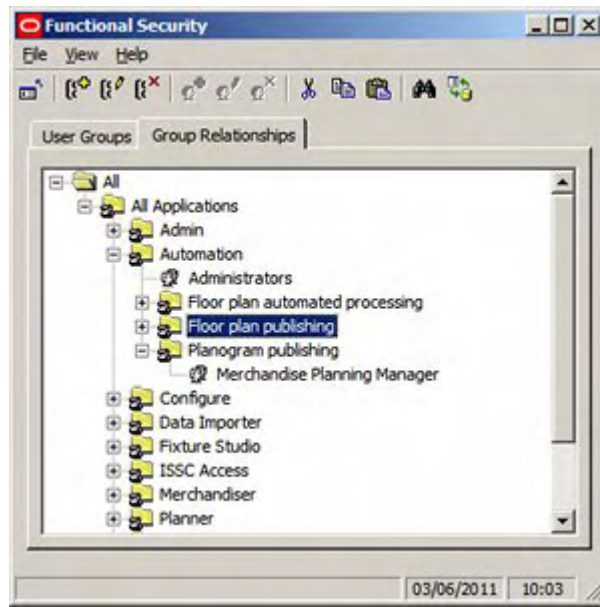 Functional Security
File View Help
User Groups Group Relationships
All
All Applications
Admin
Automation
Administrators
Floor plan automated processing
Floor plan publishing
Planogram publishing
Merchandise Planning Manager
Configure
Data Importer
Fixture Studio
ISSC Access
Merchandiser
Planner
03/06/2011 10:03